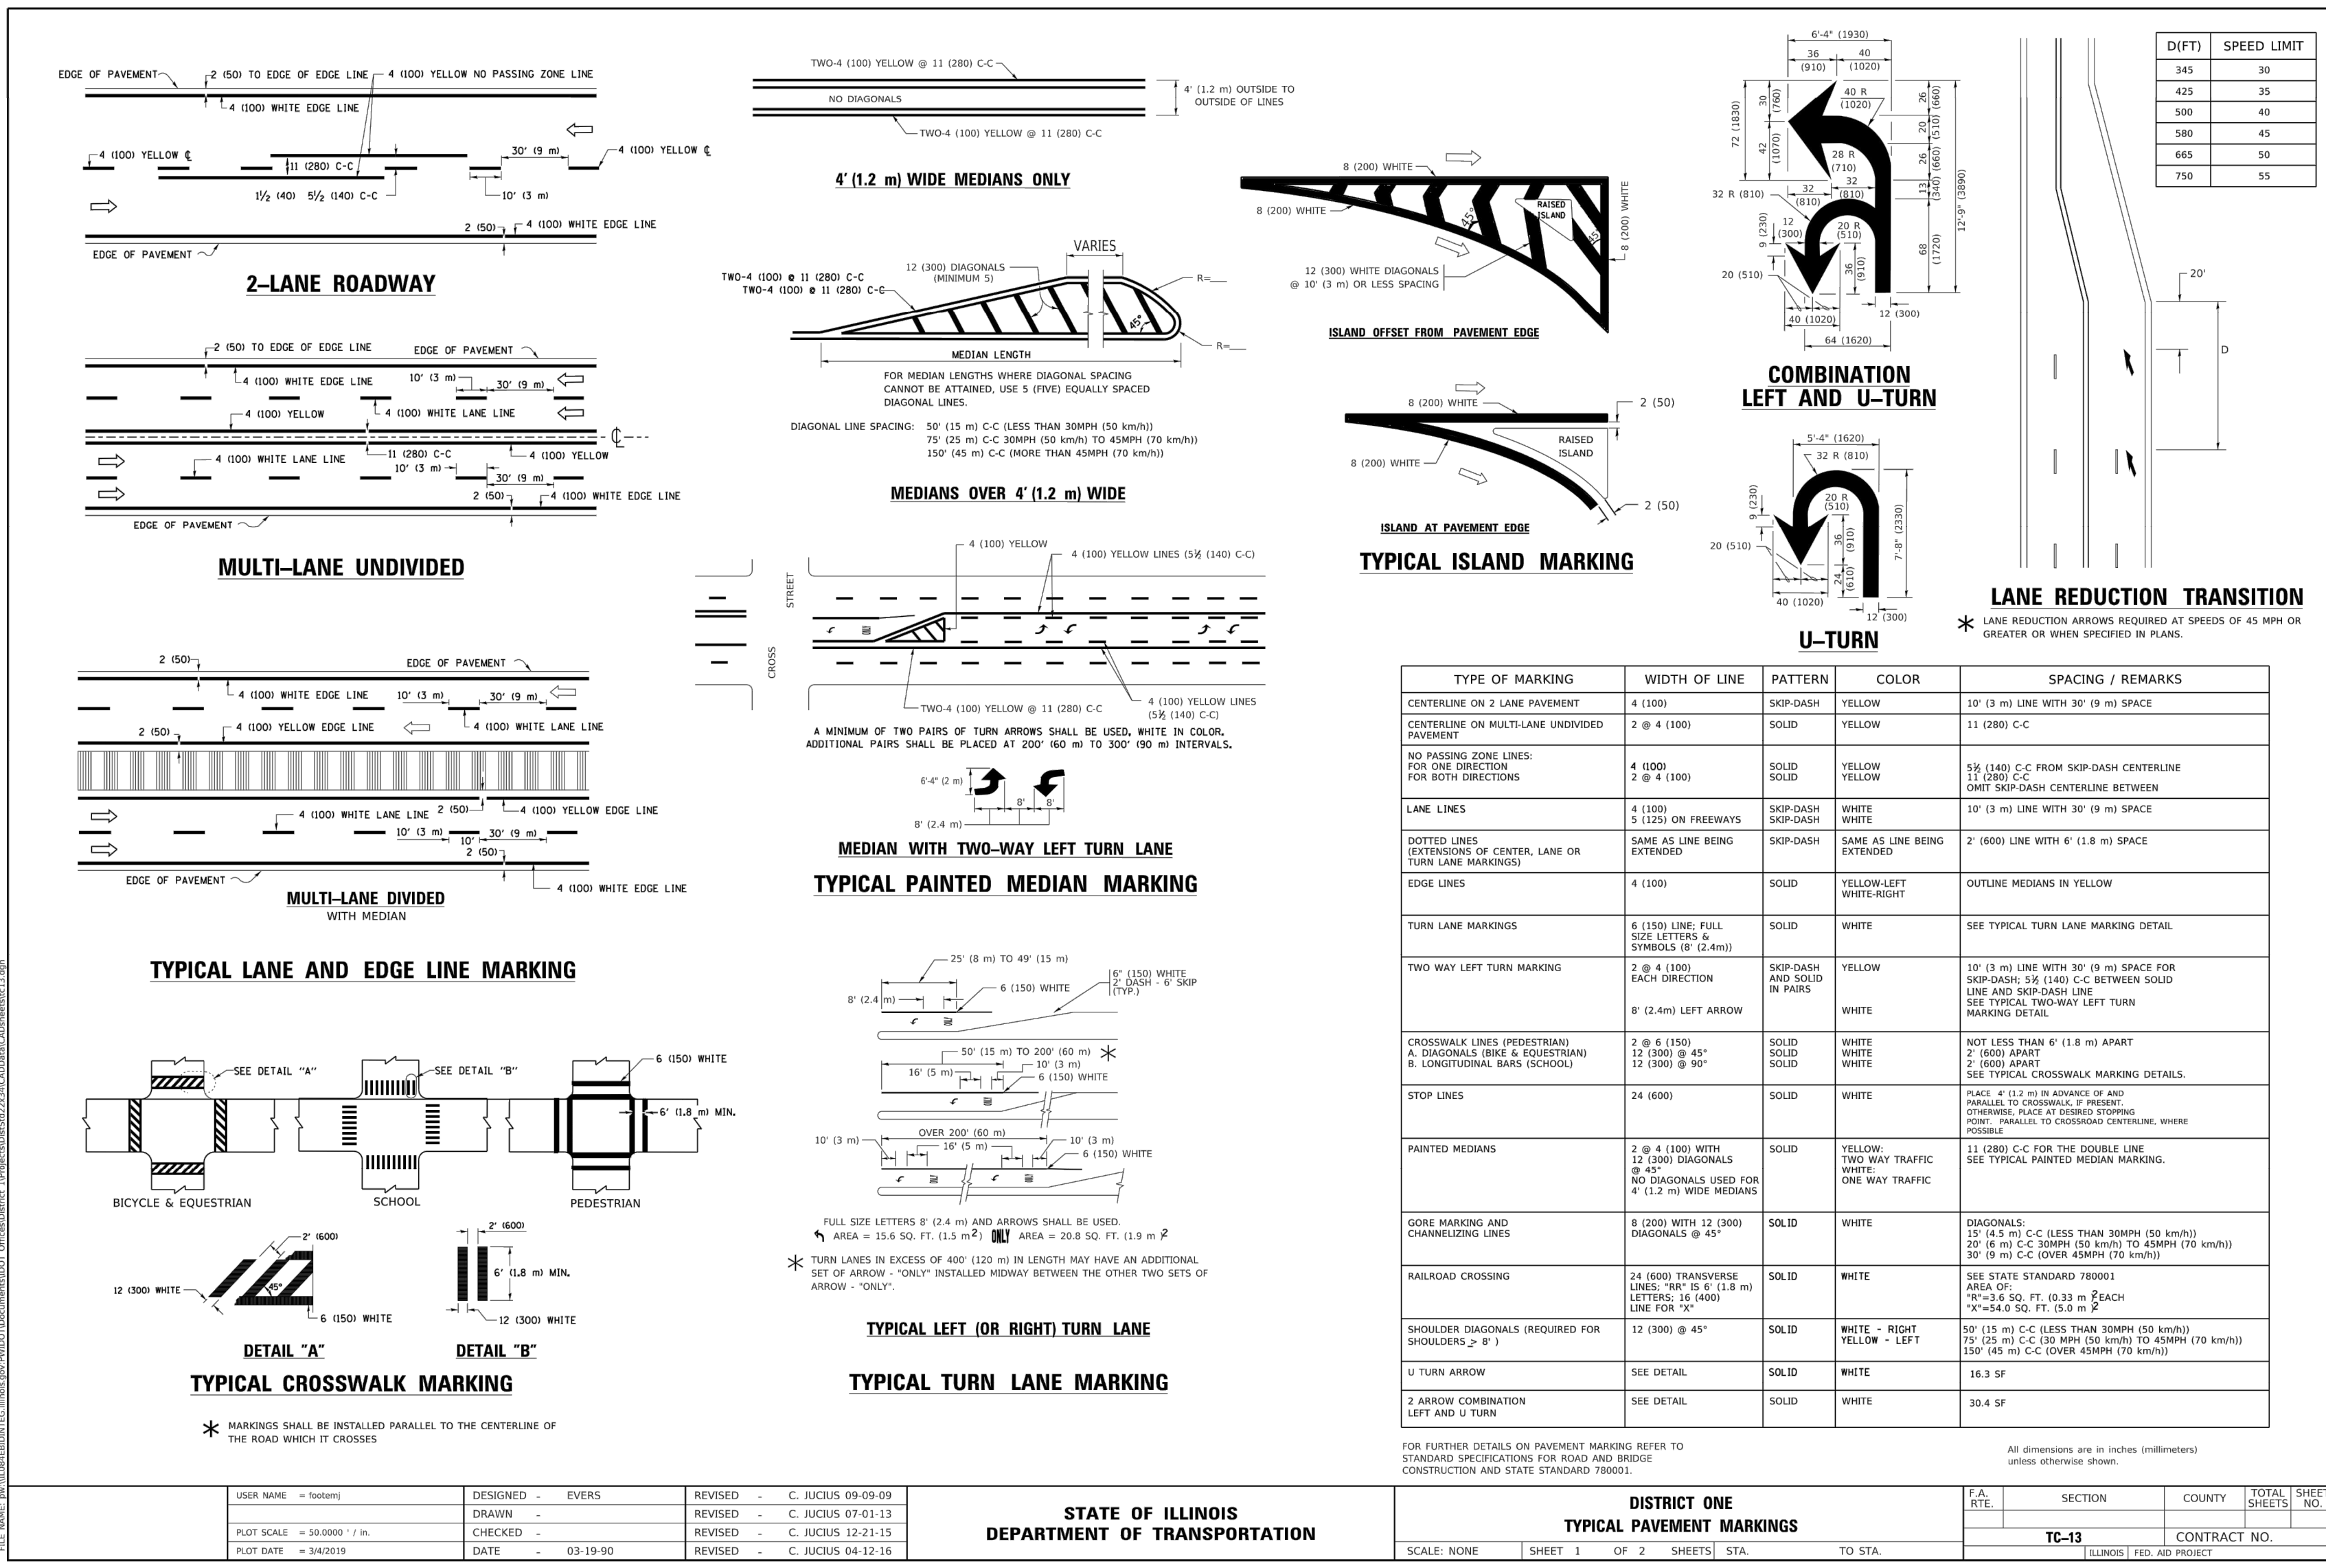 EDGE OF PAVEMENT
2 (50) TO EDGE OF EDGE LINE
4 (100) YELLOW NO PASSING ZONE LINE
4 (100) WHITE EDGE LINE
4 (100) YELLOW ℄
11 (280) C-C
30' (9 m)
4 (100) YELLOW ℄
1½ (40)
5½ (140) C-C
10' (3 m)
2 (50)
4 (100) WHITE EDGE LINE
EDGE OF PAVEMENT
2–LANE ROADWAY
2 (50) TO EDGE OF EDGE LINE
EDGE OF PAVEMENT
4 (100) WHITE EDGE LINE
10' (3 m)
30' (9 m)
4 (100) YELLOW
4 (100) WHITE LANE LINE
℄
4 (100) WHITE LANE LINE
11 (280) C-C
4 (100) YELLOW
10' (3 m)
30' (9 m)
2 (50)
4 (100) WHITE EDGE LINE
EDGE OF PAVEMENT
MULTI–LANE UNDIVIDED
2 (50)
EDGE OF PAVEMENT
4 (100) WHITE EDGE LINE
10' (3 m)
30' (9 m)
2 (50)
4 (100) YELLOW EDGE LINE
4 (100) WHITE LANE LINE
4 (100) WHITE LANE LINE
2 (50)
4 (100) YELLOW EDGE LINE
10' (3 m)
30' (9 m)
10'
2 (50)
EDGE OF PAVEMENT
4 (100) WHITE EDGE LINE
MULTI–LANE DIVIDED
WITH MEDIAN
TYPICAL LANE AND EDGE LINE MARKING
SEE DETAIL "A"
SEE DETAIL "B"
6 (150) WHITE
6' (1.8 m) MIN.
BICYCLE & EQUESTRIAN
SCHOOL
PEDESTRIAN
2' (600)
12 (300) WHITE
45°
6 (150) WHITE
DETAIL "A"
2' (600)
6' (1.8 m) MIN.
12 (300) WHITE
DETAIL "B"
TYPICAL CROSSWALK MARKING
* MARKINGS SHALL BE INSTALLED PARALLEL TO THE CENTERLINE OF
THE ROAD WHICH IT CROSSES
TWO-4 (100) YELLOW @ 11 (280) C-C
NO DIAGONALS
4' (1.2 m) OUTSIDE TO
OUTSIDE OF LINES
TWO-4 (100) YELLOW @ 11 (280) C-C
4' (1.2 m) WIDE MEDIANS ONLY
VARIES
12 (300) DIAGONALS
(MINIMUM 5)
TWO-4 (100) @ 11 (280) C-C
TWO-4 (100) @ 11 (280) C-C
R=
45°
R=
MEDIAN LENGTH
FOR MEDIAN LENGTHS WHERE DIAGONAL SPACING
CANNOT BE ATTAINED, USE 5 (FIVE) EQUALLY SPACED
DIAGONAL LINES.
DIAGONAL LINE SPACING: 50' (15 m) C-C (LESS THAN 30MPH (50 km/h))
75' (25 m) C-C 30MPH (50 km/h) TO 45MPH (70 km/h))
150' (45 m) C-C (MORE THAN 45MPH (70 km/h))
MEDIANS OVER 4' (1.2 m) WIDE
4 (100) YELLOW
4 (100) YELLOW LINES (5½ (140) C-C)
STREET
CROSS
ONLY
TWO-4 (100) YELLOW @ 11 (280) C-C
4 (100) YELLOW LINES
(5½ (140) C-C)
A MINIMUM OF TWO PAIRS OF TURN ARROWS SHALL BE USED, WHITE IN COLOR.
ADDITIONAL PAIRS SHALL BE PLACED AT 200' (60 m) TO 300' (90 m) INTERVALS.
6'-4" (2 m)
8'
8'
8' (2.4 m)
MEDIAN WITH TWO–WAY LEFT TURN LANE
TYPICAL PAINTED MEDIAN MARKING
25' (8 m) TO 49' (15 m)
8' (2.4 m)
6 (150) WHITE
6" (150) WHITE
2' DASH - 6' SKIP
(TYP.)
ONLY
50' (15 m) TO 200' (60 m) *
16' (5 m)
10' (3 m)
6 (150) WHITE
ONLY
10' (3 m)
OVER 200' (60 m)
16' (5 m)
10' (3 m)
6 (150) WHITE
ONLY
ONLY
FULL SIZE LETTERS 8' (2.4 m) AND ARROWS SHALL BE USED.
AREA = 15.6 SQ. FT. (1.5 m2) ONLY AREA = 20.8 SQ. FT. (1.9 m )2
* TURN LANES IN EXCESS OF 400' (120 m) IN LENGTH MAY HAVE AN ADDITIONAL
SET OF ARROW - "ONLY" INSTALLED MIDWAY BETWEEN THE OTHER TWO SETS OF
ARROW - "ONLY".
TYPICAL LEFT (OR RIGHT) TURN LANE
TYPICAL TURN LANE MARKING
8 (200) WHITE
8 (200) WHITE
45°
RAISED
ISLAND
45°
8 (200) WHITE
12 (300) WHITE DIAGONALS
@ 10' (3 m) OR LESS SPACING
ISLAND OFFSET FROM PAVEMENT EDGE
8 (200) WHITE
2 (50)
RAISED
ISLAND
8 (200) WHITE
2 (50)
ISLAND AT PAVEMENT EDGE
TYPICAL ISLAND MARKING
6'-4" (1930)
36
(910)
40
(1020)
72 (1830)
30
(760)
42
(1070)
40 R
(1020)
26
(660)
20
(510)
26
(660)
13
(340)
68
(1720)
12'-9" (3890)
28 R
(710)
32 R (810)
32
(810)
32
(810)
9 (230)
12
(300)
20 R
(510)
20 (510)
36
(910)
40 (1020)
12 (300)
64 (1620)
COMBINATION
LEFT AND U–TURN
5'-4" (1620)
32 R (810)
9 (230)
20 R
(510)
20 (510)
36
(910)
24
(610)
7'-8" (2330)
40 (1020)
12 (300)
U–TURN
D(FT) SPEED LIMIT
345 30
425 35
500 40
580 45
665 50
750 55
20'
D
LANE REDUCTION TRANSITION
* LANE REDUCTION ARROWS REQUIRED AT SPEEDS OF 45 MPH OR
GREATER OR WHEN SPECIFIED IN PLANS.
TYPE OF MARKING WIDTH OF LINE PATTERN COLOR SPACING / REMARKS
CENTERLINE ON 2 LANE PAVEMENT 4 (100) SKIP-DASH YELLOW 10' (3 m) LINE WITH 30' (9 m) SPACE
CENTERLINE ON MULTI-LANE UNDIVIDED 2 @ 4 (100) SOLID YELLOW 11 (280) C-C
PAVEMENT
NO PASSING ZONE LINES:
FOR ONE DIRECTION 4 (100) SOLID YELLOW 5½ (140) C-C FROM SKIP-DASH CENTERLINE
FOR BOTH DIRECTIONS 2 @ 4 (100) SOLID YELLOW 11 (280) C-C
OMIT SKIP-DASH CENTERLINE BETWEEN
LANE LINES 4 (100) SKIP-DASH WHITE 10' (3 m) LINE WITH 30' (9 m) SPACE
5 (125) ON FREEWAYS SKIP-DASH WHITE
DOTTED LINES SAME AS LINE BEING SKIP-DASH SAME AS LINE BEING 2' (600) LINE WITH 6' (1.8 m) SPACE
(EXTENSIONS OF CENTER, LANE OR EXTENDED EXTENDED
TURN LANE MARKINGS)
EDGE LINES 4 (100) SOLID YELLOW-LEFT OUTLINE MEDIANS IN YELLOW
WHITE-RIGHT
TURN LANE MARKINGS 6 (150) LINE; FULL SOLID WHITE SEE TYPICAL TURN LANE MARKING DETAIL
SIZE LETTERS &
SYMBOLS (8' (2.4m))
TWO WAY LEFT TURN MARKING 2 @ 4 (100) SKIP-DASH YELLOW 10' (3 m) LINE WITH 30' (9 m) SPACE FOR
EACH DIRECTION AND SOLID SKIP-DASH; 5½ (140) C-C BETWEEN SOLID
IN PAIRS LINE AND SKIP-DASH LINE
SEE TYPICAL TWO-WAY LEFT TURN
8' (2.4m) LEFT ARROW WHITE MARKING DETAIL
CROSSWALK LINES (PEDESTRIAN) 2 @ 6 (150) SOLID WHITE NOT LESS THAN 6' (1.8 m) APART
A. DIAGONALS (BIKE & EQUESTRIAN) 12 (300) @ 45° SOLID WHITE 2' (600) APART
B. LONGITUDINAL BARS (SCHOOL) 12 (300) @ 90° SOLID WHITE 2' (600) APART
SEE TYPICAL CROSSWALK MARKING DETAILS.
STOP LINES 24 (600) SOLID WHITE PLACE 4' (1.2 m) IN ADVANCE OF AND
PARALLEL TO CROSSWALK, IF PRESENT.
OTHERWISE, PLACE AT DESIRED STOPPING
POINT. PARALLEL TO CROSSROAD CENTERLINE, WHERE
POSSIBLE
PAINTED MEDIANS 2 @ 4 (100) WITH SOLID YELLOW: 11 (280) C-C FOR THE DOUBLE LINE
12 (300) DIAGONALS TWO WAY TRAFFIC SEE TYPICAL PAINTED MEDIAN MARKING.
@ 45° WHITE:
NO DIAGONALS USED FOR ONE WAY TRAFFIC
4' (1.2 m) WIDE MEDIANS
GORE MARKING AND 8 (200) WITH 12 (300) SOLID WHITE DIAGONALS:
CHANNELIZING LINES DIAGONALS @ 45° 15' (4.5 m) C-C (LESS THAN 30MPH (50 km/h))
20' (6 m) C-C 30MPH (50 km/h) TO 45MPH (70 km/h))
30' (9 m) C-C (OVER 45MPH (70 km/h))
RAILROAD CROSSING 24 (600) TRANSVERSE SOLID WHITE SEE STATE STANDARD 780001
LINES; "RR" IS 6' (1.8 m) AREA OF:
LETTERS; 16 (400) "R"=3.6 SQ. FT. (0.33 m )2 EACH
LINE FOR "X" "X"=54.0 SQ. FT. (5.0 m )2
SHOULDER DIAGONALS (REQUIRED FOR 12 (300) @ 45° SOLID WHITE - RIGHT 50' (15 m) C-C (LESS THAN 30MPH (50 km/h))
SHOULDERS ≥ 8' ) YELLOW - LEFT 75' (25 m) C-C (30 MPH (50 km/h) TO 45MPH (70 km/h))
150' (45 m) C-C (OVER 45MPH (70 km/h))
U TURN ARROW SEE DETAIL SOLID WHITE 16.3 SF
2 ARROW COMBINATION SEE DETAIL SOLID WHITE 30.4 SF
LEFT AND U TURN
FOR FURTHER DETAILS ON PAVEMENT MARKING REFER TO
STANDARD SPECIFICATIONS FOR ROAD AND BRIDGE
CONSTRUCTION AND STATE STANDARD 780001.
All dimensions are in inches (millimeters)
unless otherwise shown.
USER NAME = footemj
PLOT SCALE = 50.0000 ' / in.
PLOT DATE = 3/4/2019
DESIGNED - EVERS
DRAWN -
CHECKED -
DATE - 03-19-90
REVISED - C. JUCIUS 09-09-09
REVISED - C. JUCIUS 07-01-13
REVISED - C. JUCIUS 12-21-15
REVISED - C. JUCIUS 04-12-16
STATE OF ILLINOIS
DEPARTMENT OF TRANSPORTATION
DISTRICT ONE
TYPICAL PAVEMENT MARKINGS
SCALE: NONE SHEET 1 OF 2 SHEETS STA. TO STA.
F.A.
RTE.
SECTION
COUNTY
TOTAL
SHEETS
SHEET
NO.
TC–13
CONTRACT NO.
ILLINOIS FED. AID PROJECT